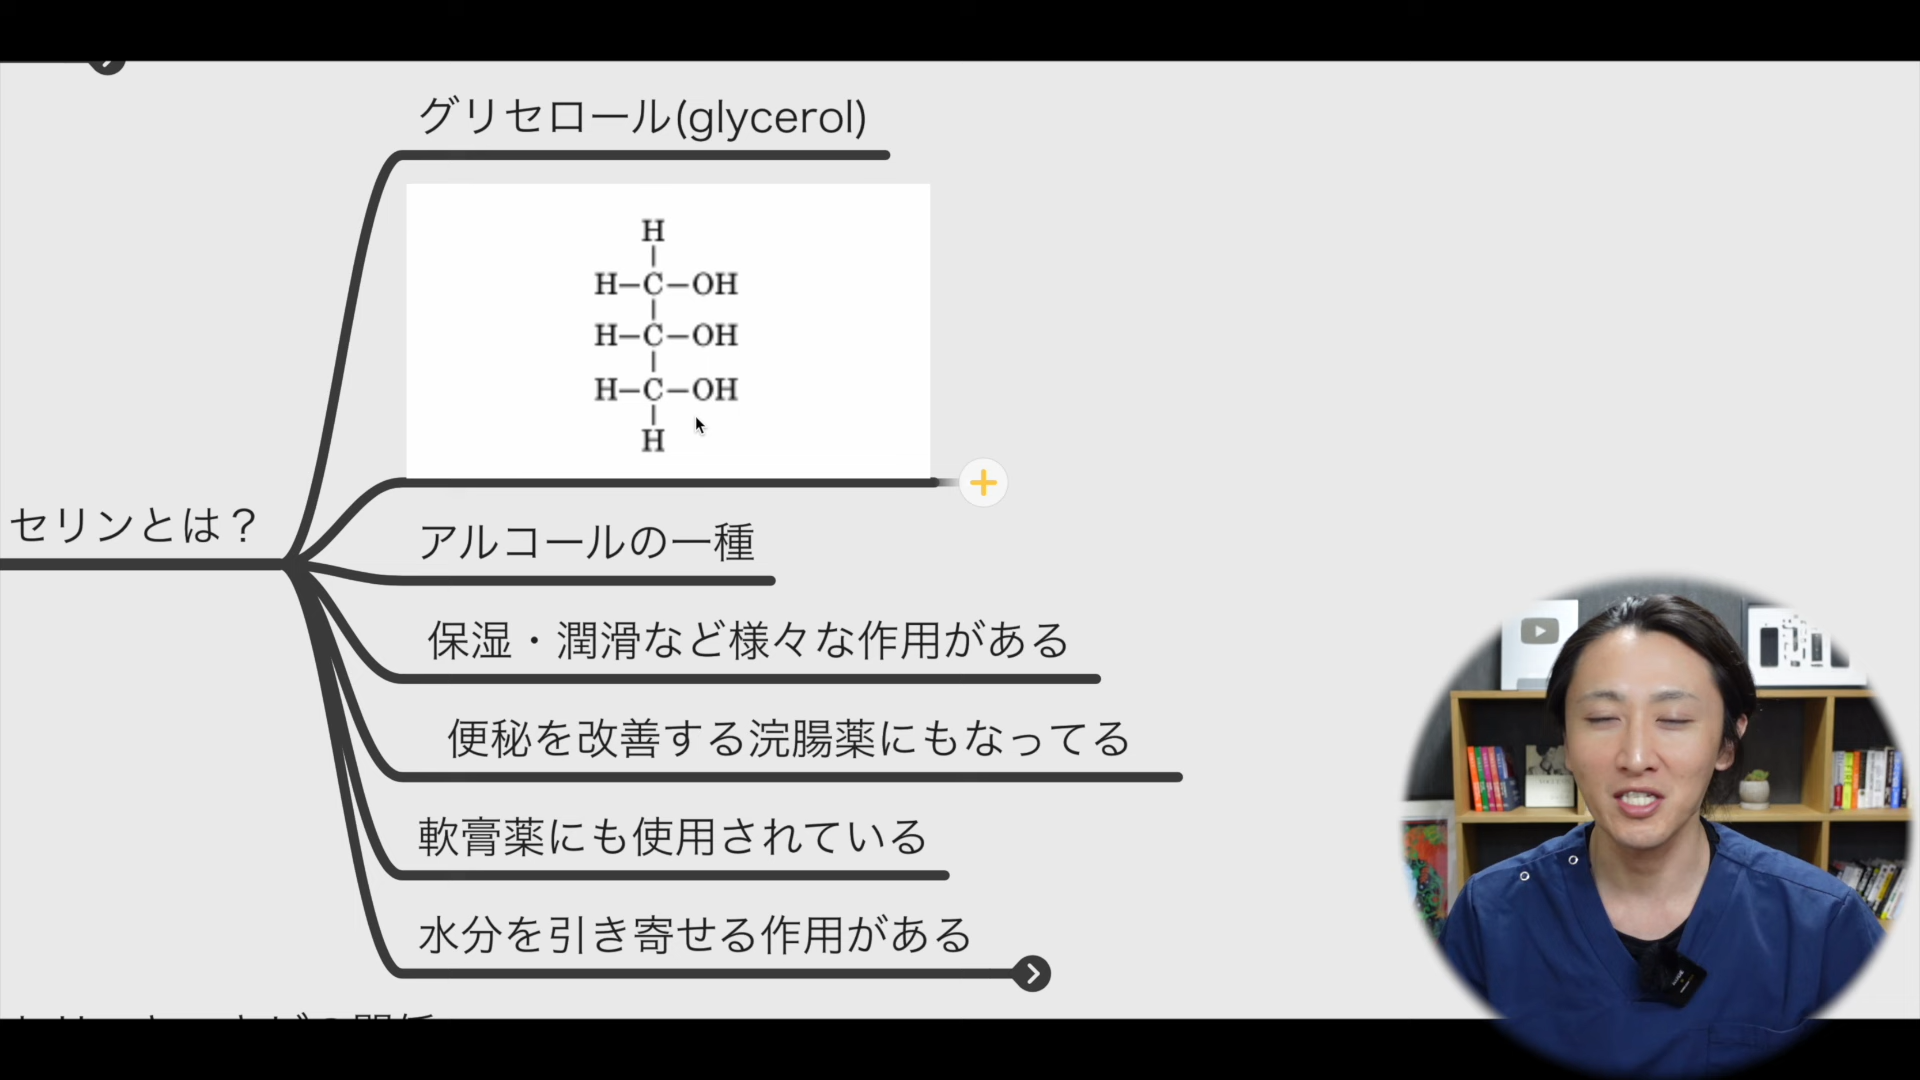 グリセロール(glycerol)
H
H–C–OH
H–C–OH
H–C–OH
H
セリンとは？
アルコールの一種
保湿・潤滑など様々な作用がある
便秘を改善する浣腸薬にもなってる
軟膏薬にも使用されている
水分を引き寄せる作用がある